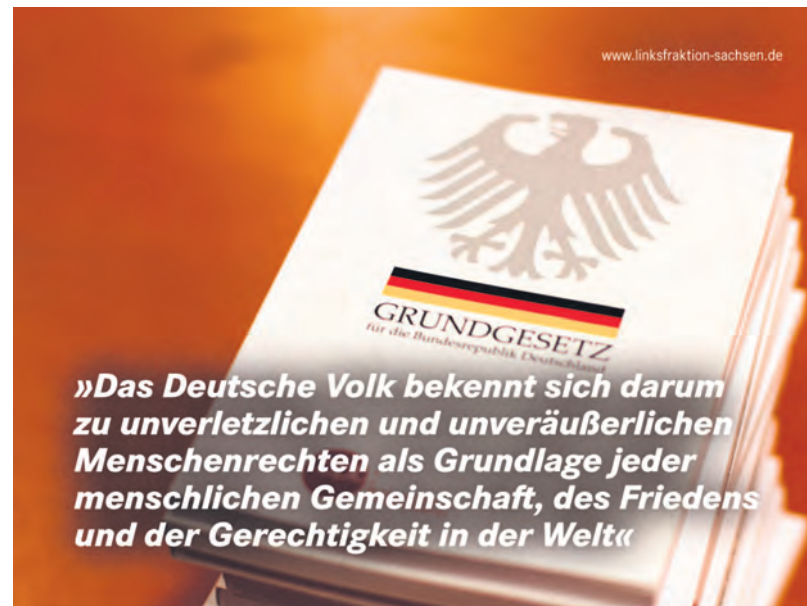 www.linksfraktion-sachsen.de
GRUNDGESETZ
für die Bundesrepublik Deutschland
»Das Deutsche Volk bekennt sich darum
zu unverletzlichen und unveräußerlichen
Menschenrechten als Grundlage jeder
menschlichen Gemeinschaft, des Friedens
und der Gerechtigkeit in der Welt«